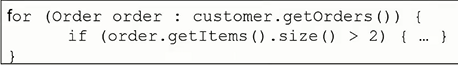 for (Order order : customer.getOrders()) {
if (order.getItems().size() > 2) { … }
}